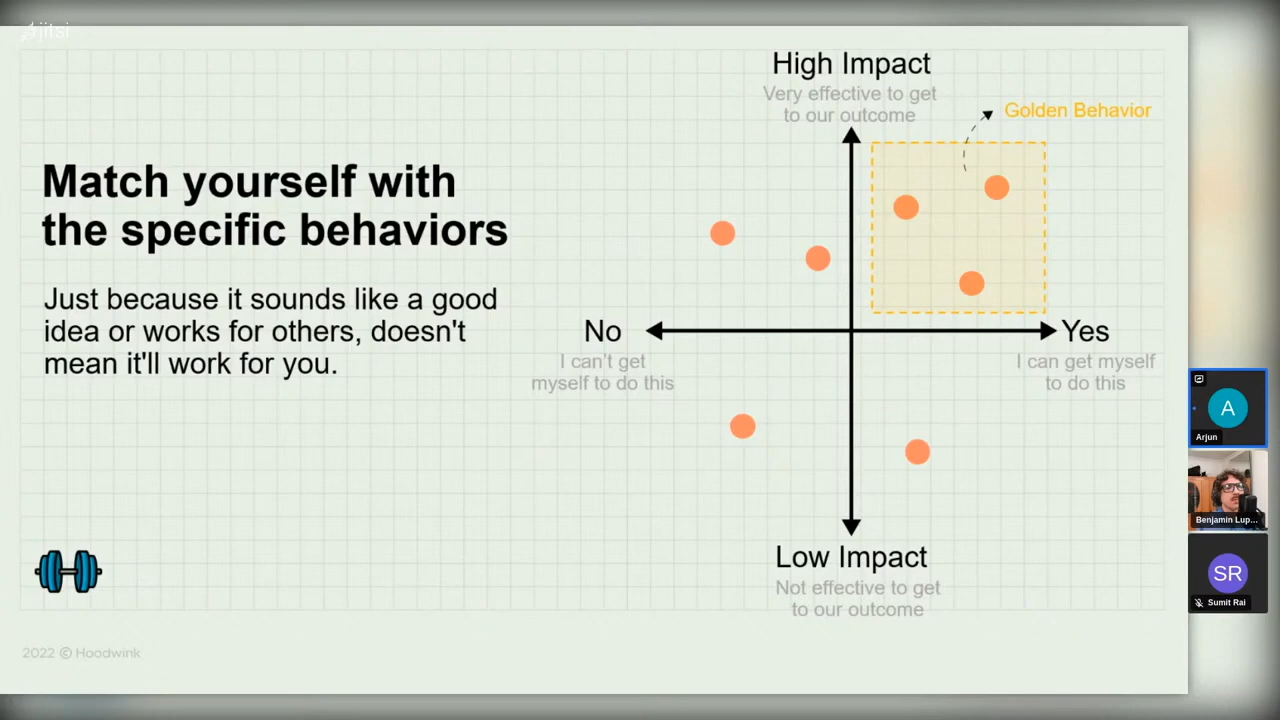 jitsi
High Impact
Very effective to get
to our outcome
Golden Behavior
Match yourself with
the specific behaviors
Just because it sounds like a good
idea or works for others, doesn't
mean it'll work for you.
No
I can't get
myself to do this
Yes
I can get myself
to do this
Low Impact
Not effective to get
to our outcome
2022 © Hoodwink
A
Arjun
Benjamin Lup...
SR
Sumit Rai